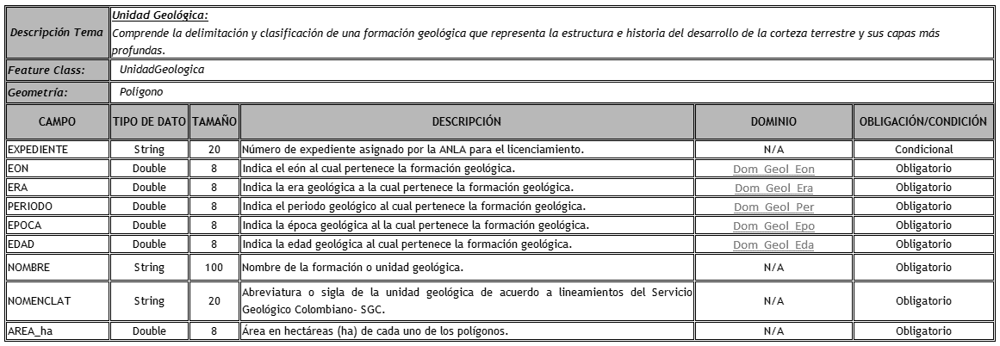 Descripción Tema
Unidad Geológica:
Comprende la delimitación y clasificación de una formación geológica que representa la estructura e historia del desarrollo de la corteza terrestre y sus capas más
profundas.
Feature Class: UnidadGeologica
Geometría: Polígono
CAMPO TIPO DE DATO TAMAÑO DESCRIPCIÓN DOMINIO OBLIGACIÓN/CONDICIÓN
EXPEDIENTE String 20 Número de expediente asignado por la ANLA para el licenciamiento. N/A Condicional
EON Double 8 Indica el eón al cual pertenece la formación geológica. Dom_Geol_Eon Obligatorio
ERA Double 8 Indica la era geológica a la cual pertenece la formación geológica. Dom_Geol_Era Obligatorio
PERIODO Double 8 Indica el periodo geológico al cual pertenece la formación geológica. Dom_Geol_Per Obligatorio
EPOCA Double 8 Indica la época geológica al la cual pertenece la formación geológica. Dom_Geol_Epo Obligatorio
EDAD Double 8 Indica la edad geológica al cual pertenece la formación geológica. Dom_Geol_Eda Obligatorio
NOMBRE String 100 Nombre de la formación o unidad geológica. N/A Obligatorio
NOMENCLAT String 20 Abreviatura o sigla de la unidad geológica de acuerdo a lineamientos del Servicio
Geológico Colombiano- SGC. N/A Obligatorio
AREA_ha Double 8 Área en hectáreas (ha) de cada uno de los polígonos. N/A Obligatorio